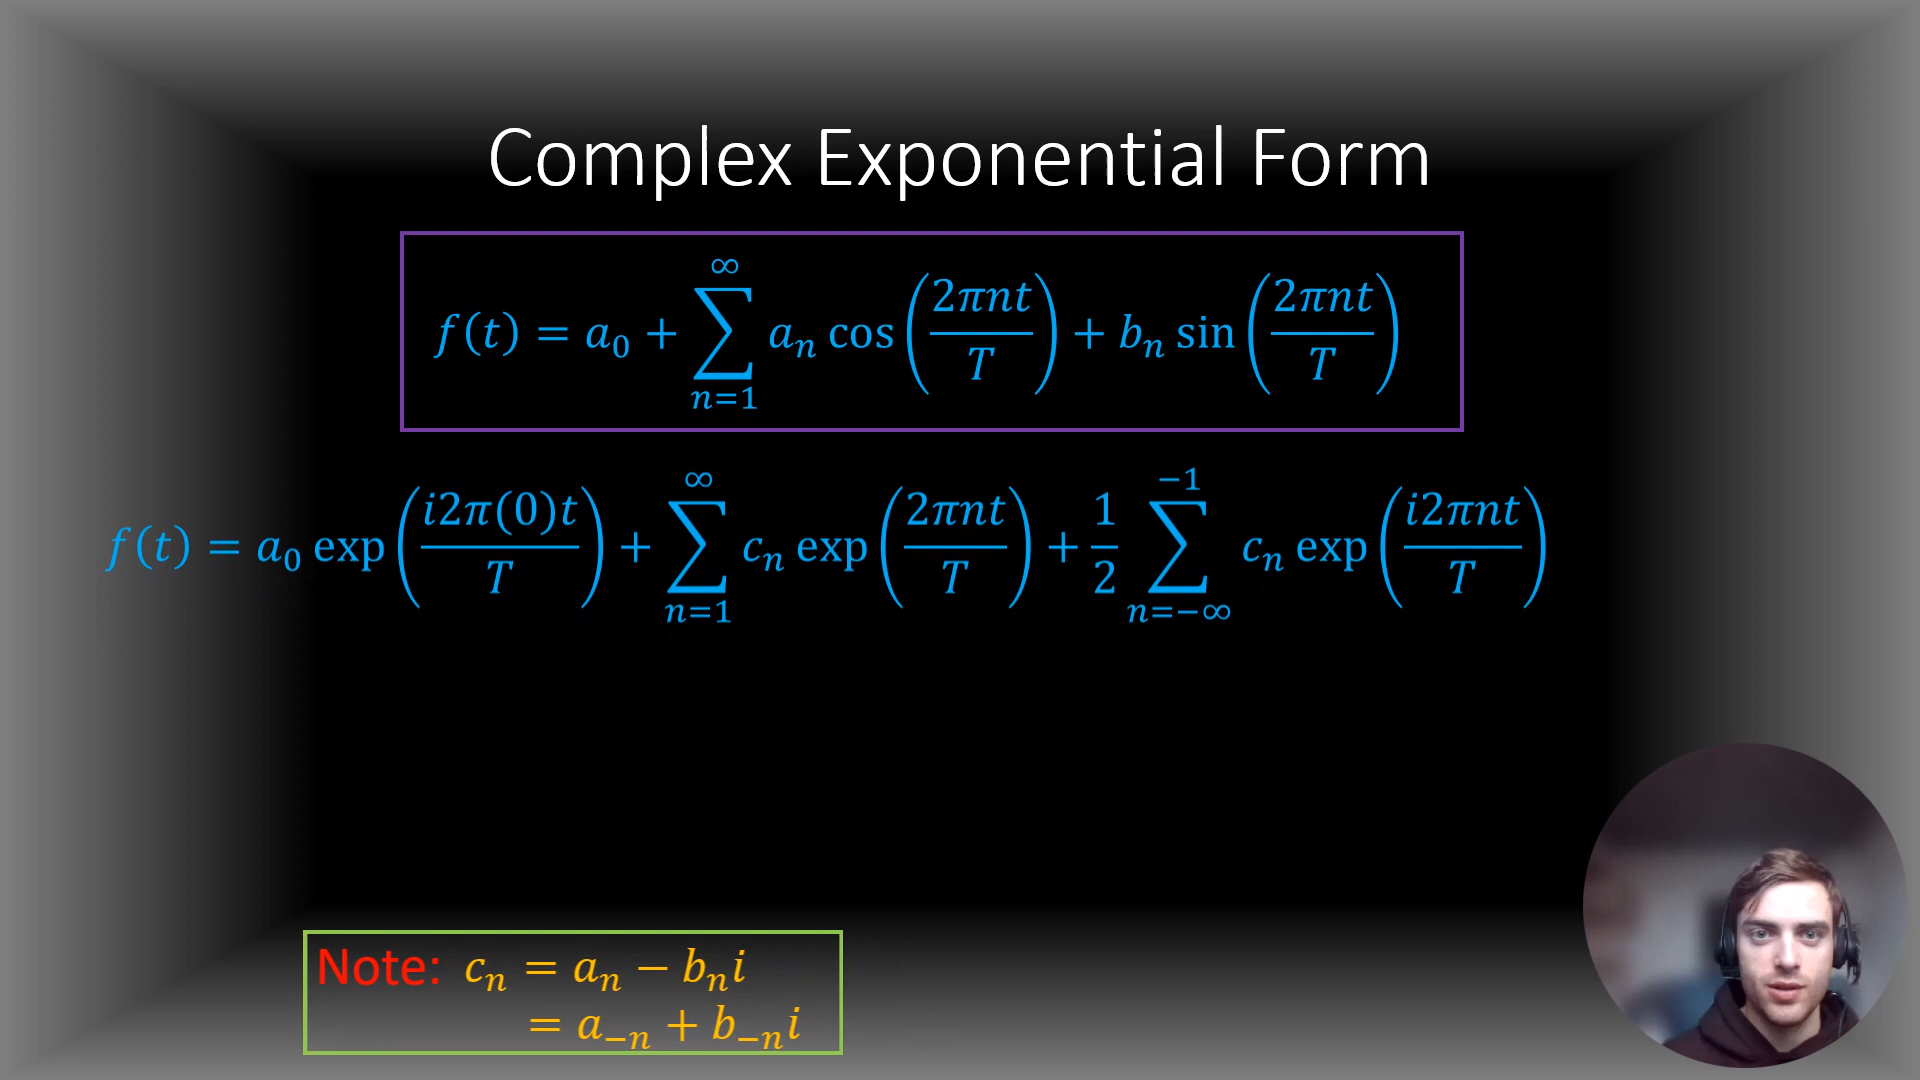 Complex Exponential Form
f(t) = a₀ + ∑_{n=1}^{∞} aₙ cos(2πnt/T) + bₙ sin(2πnt/T)
f(t) = a₀ exp(i2π(0)t/T) + ∑_{n=1}^{∞} cₙ exp(2πnt/T) + 1/2 ∑_{n=−∞}^{−1} cₙ exp(i2πnt/T)
Note: cₙ = aₙ − bₙi
= a₋ₙ + b₋ₙi